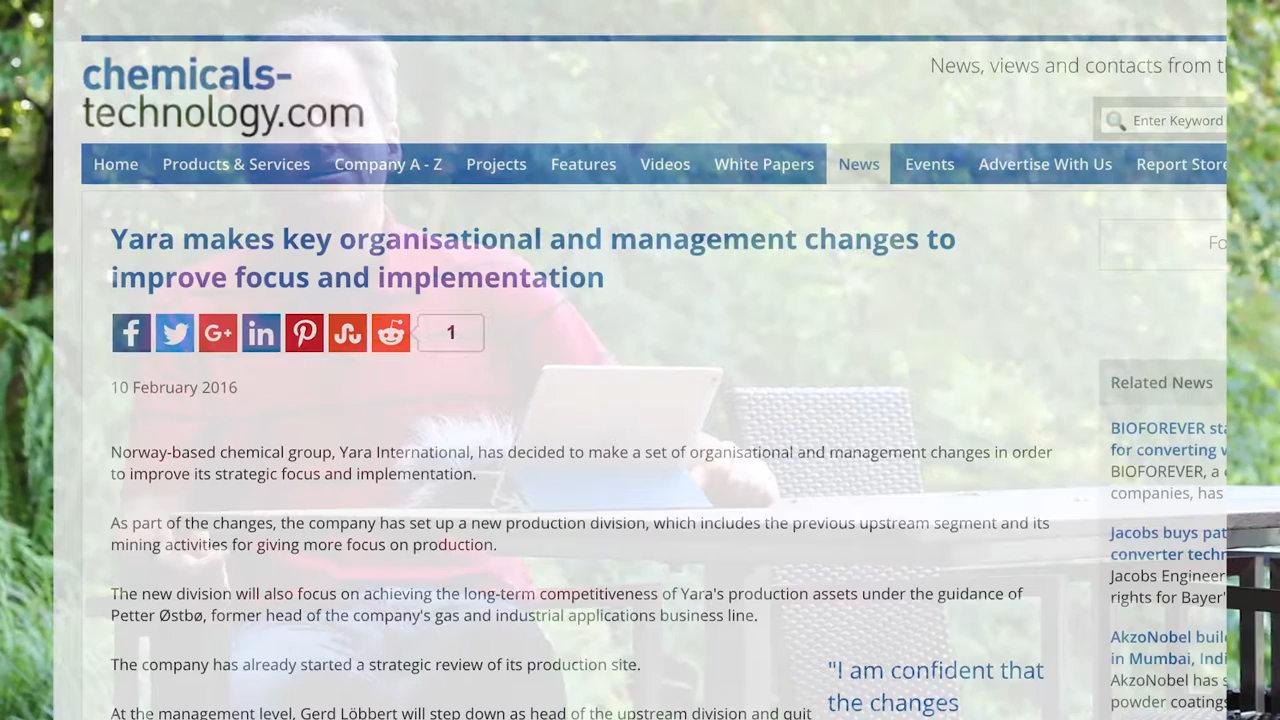 chemicals-
technology.com
News, views and contacts from
Enter Keyword
Home Products & Services Company A - Z Projects Features Videos White Papers News Events Advertise With Us Report Store
Yara makes key organisational and management changes to
improve focus and implementation
1
10 February 2016
Related News
Norway-based chemical group, Yara International, has decided to make a set of organisational and management changes in order
to improve its strategic focus and implementation.
As part of the changes, the company has set up a new production division, which includes the previous upstream segment and its
mining activities for giving more focus on production.
The new division will also focus on achieving the long-term competitiveness of Yara's production assets under the guidance of
Petter Østbø, former head of the company's gas and industrial applications business line.
The company has already started a strategic review of its production site.
At the management level, Gerd Löbbert will step down as head of the upstream division and quit
"I am confident that
the changes
BIOFOREVER
for converting
BIOFOREVER, a
companies, has
Jacobs buys
converter
Jacobs Engineer
rights for Bayer'
AkzoNobel
in Mumbai,
AkzoNobel has
powder coatings